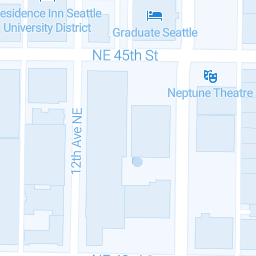 Residence Inn Seattle
University District
Graduate Seattle
NE 45th St
Neptune Theatre
12th Ave NE